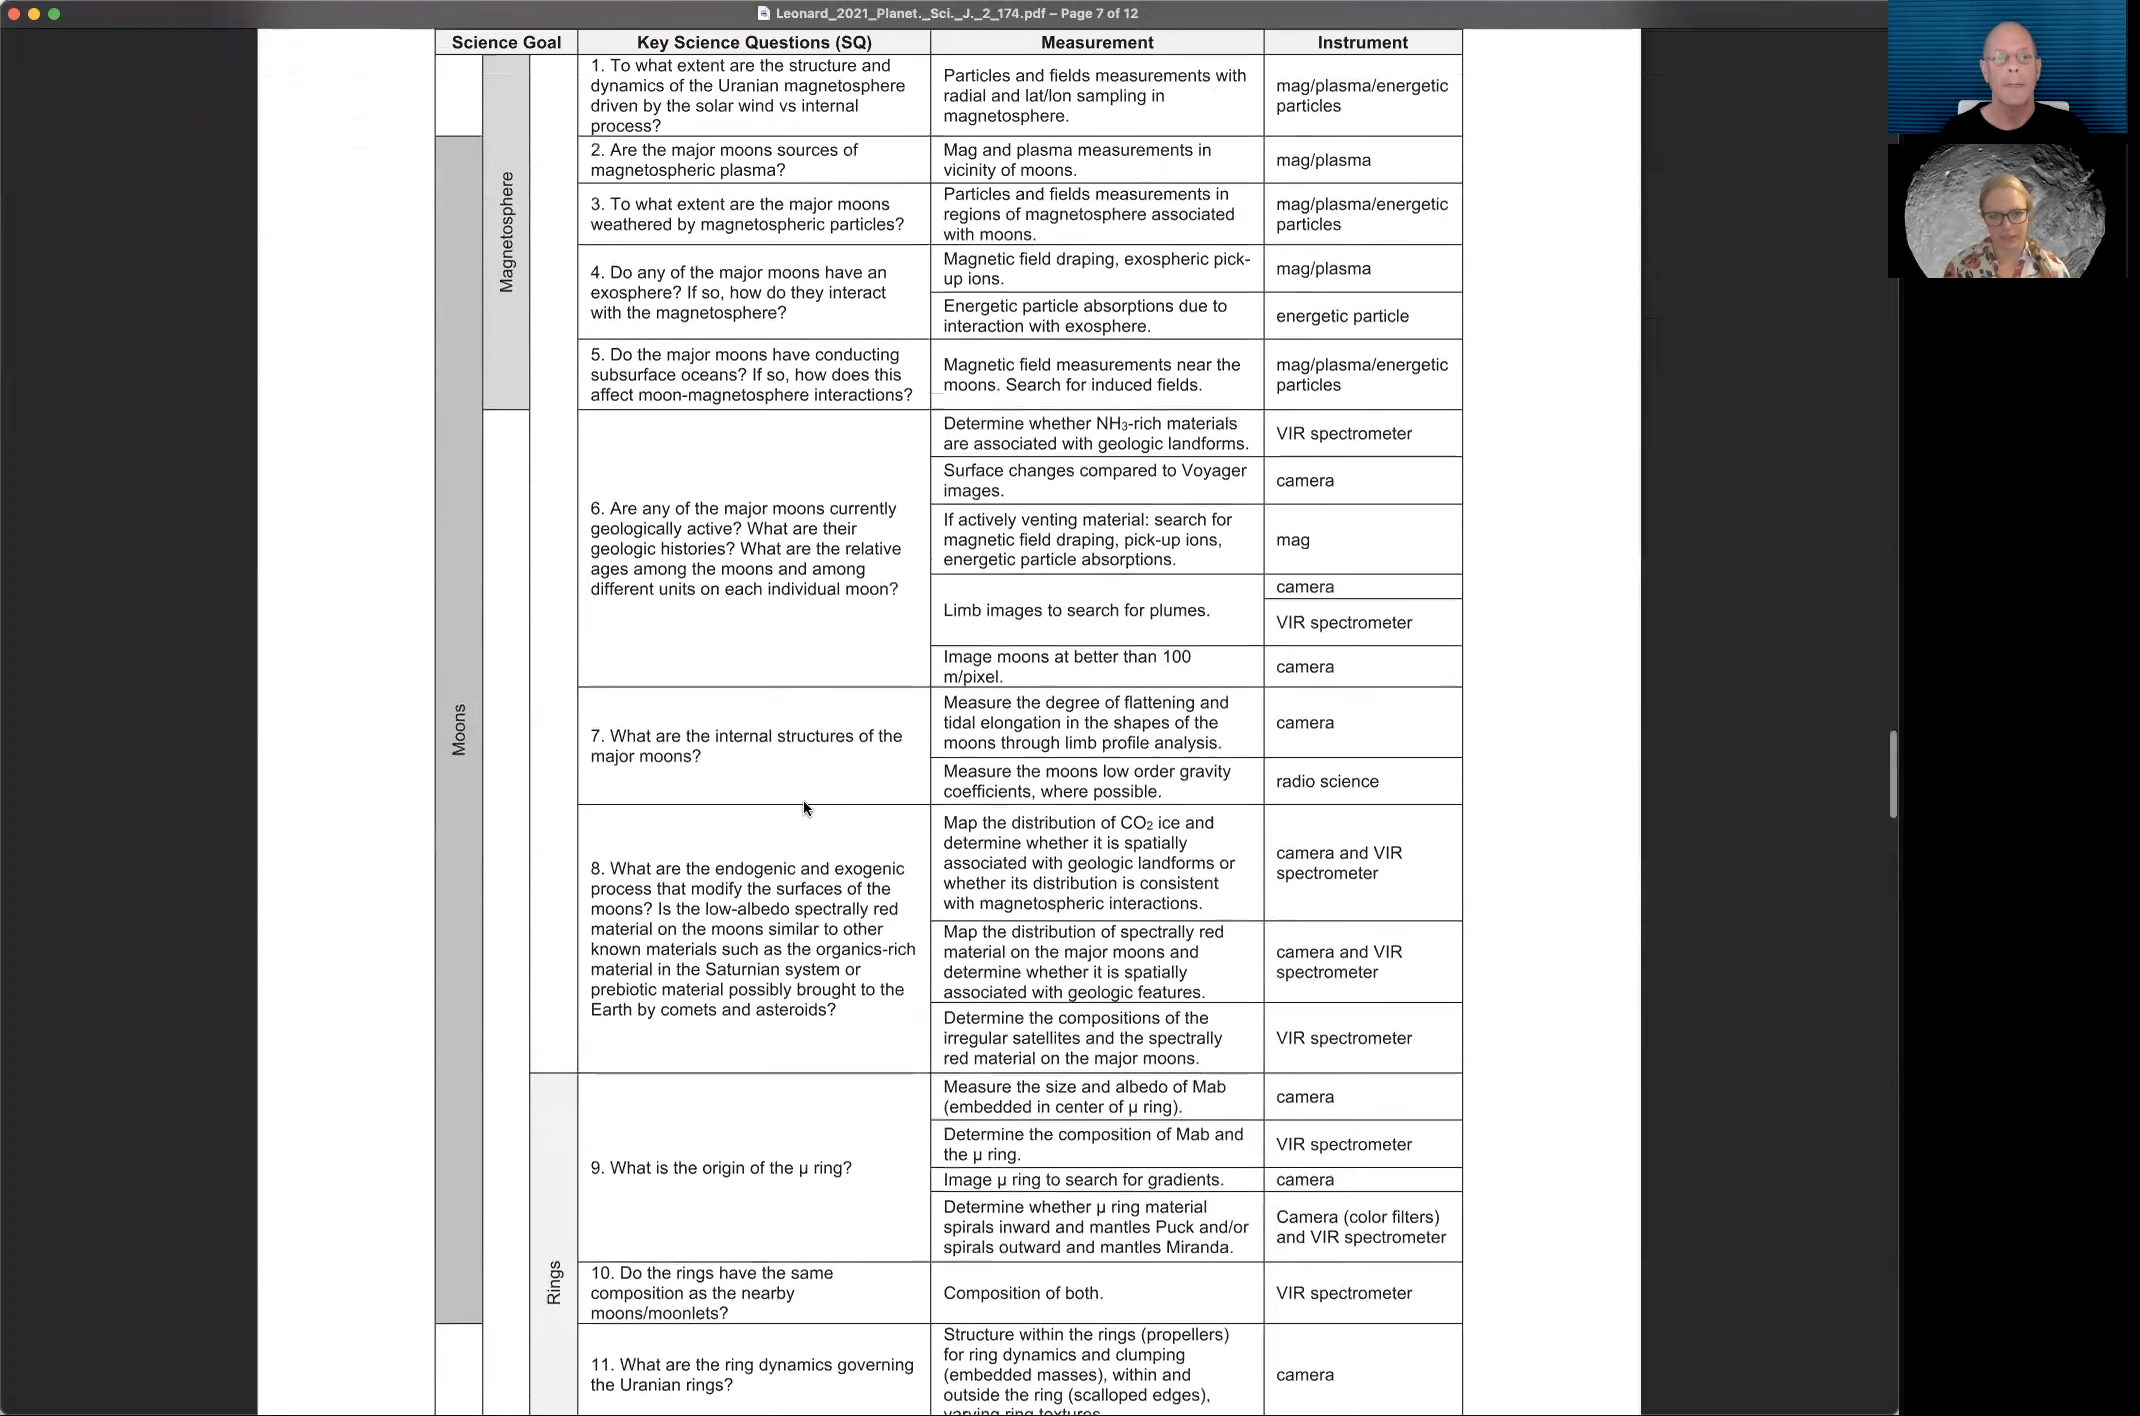 Leonard_2021_Planet._Sci._J._2_174.pdf – Page 7 of 12
Science Goal
Key Science Questions (SQ)
Measurement
Instrument
Magnetosphere
Moons
1. To what extent are the structure and
dynamics of the Uranian magnetosphere
driven by the solar wind vs internal
process?
Particles and fields measurements with
radial and lat/lon sampling in
magnetosphere.
mag/plasma/energetic
particles
2. Are the major moons sources of
magnetospheric plasma?
Mag and plasma measurements in
vicinity of moons.
mag/plasma
3. To what extent are the major moons
weathered by magnetospheric particles?
Particles and fields measurements in
regions of magnetosphere associated
with moons.
mag/plasma/energetic
particles
4. Do any of the major moons have an
exosphere? If so, how do they interact
with the magnetosphere?
Magnetic field draping, exospheric pick-
up ions.
mag/plasma
Energetic particle absorptions due to
interaction with exosphere.
energetic particle
5. Do the major moons have conducting
subsurface oceans? If so, how does this
affect moon-magnetosphere interactions?
Magnetic field measurements near the
moons. Search for induced fields.
mag/plasma/energetic
particles
6. Are any of the major moons currently
geologically active? What are their
geologic histories? What are the relative
ages among the moons and among
different units on each individual moon?
Determine whether NH₃-rich materials
are associated with geologic landforms.
VIR spectrometer
Surface changes compared to Voyager
images.
camera
If actively venting material: search for
magnetic field draping, pick-up ions,
energetic particle absorptions.
mag
Limb images to search for plumes.
camera
VIR spectrometer
Image moons at better than 100
m/pixel.
camera
7. What are the internal structures of the
major moons?
Measure the degree of flattening and
tidal elongation in the shapes of the
moons through limb profile analysis.
camera
Measure the moons low order gravity
coefficients, where possible.
radio science
8. What are the endogenic and exogenic
process that modify the surfaces of the
moons? Is the low-albedo spectrally red
material on the moons similar to other
known materials such as the organics-rich
material in the Saturnian system or
prebiotic material possibly brought to the
Earth by comets and asteroids?
Map the distribution of CO₂ ice and
determine whether it is spatially
associated with geologic landforms or
whether its distribution is consistent
with magnetospheric interactions.
camera and VIR
spectrometer
Map the distribution of spectrally red
material on the major moons and
determine whether it is spatially
associated with geologic features.
camera and VIR
spectrometer
Determine the compositions of the
irregular satellites and the spectrally
red material on the major moons.
VIR spectrometer
Rings
9. What is the origin of the μ ring?
Measure the size and albedo of Mab
(embedded in center of μ ring).
camera
Determine the composition of Mab and
the μ ring.
VIR spectrometer
Image μ ring to search for gradients.
camera
Determine whether μ ring material
spirals inward and mantles Puck and/or
spirals outward and mantles Miranda.
Camera (color filters)
and VIR spectrometer
10. Do the rings have the same
composition as the nearby
moons/moonlets?
Composition of both.
VIR spectrometer
11. What are the ring dynamics governing
the Uranian rings?
Structure within the rings (propellers)
for ring dynamics and clumping
(embedded masses), within and
outside the ring (scalloped edges),
varying ring textures.
camera